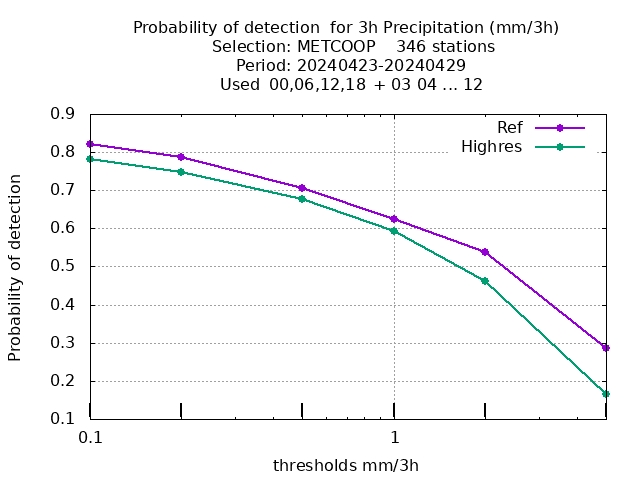 Probability of detection  for 3h Precipitation (mm/3h)
Selection: METCOOP    346 stations
Period: 20240423-20240429
Used  00,06,12,18  + 03 04 ... 12
Ref
Highres
0.9
0.8
0.7
0.6
0.5
0.4
0.3
0.2
0.1
Probability of detection
0.1
1
thresholds mm/3h